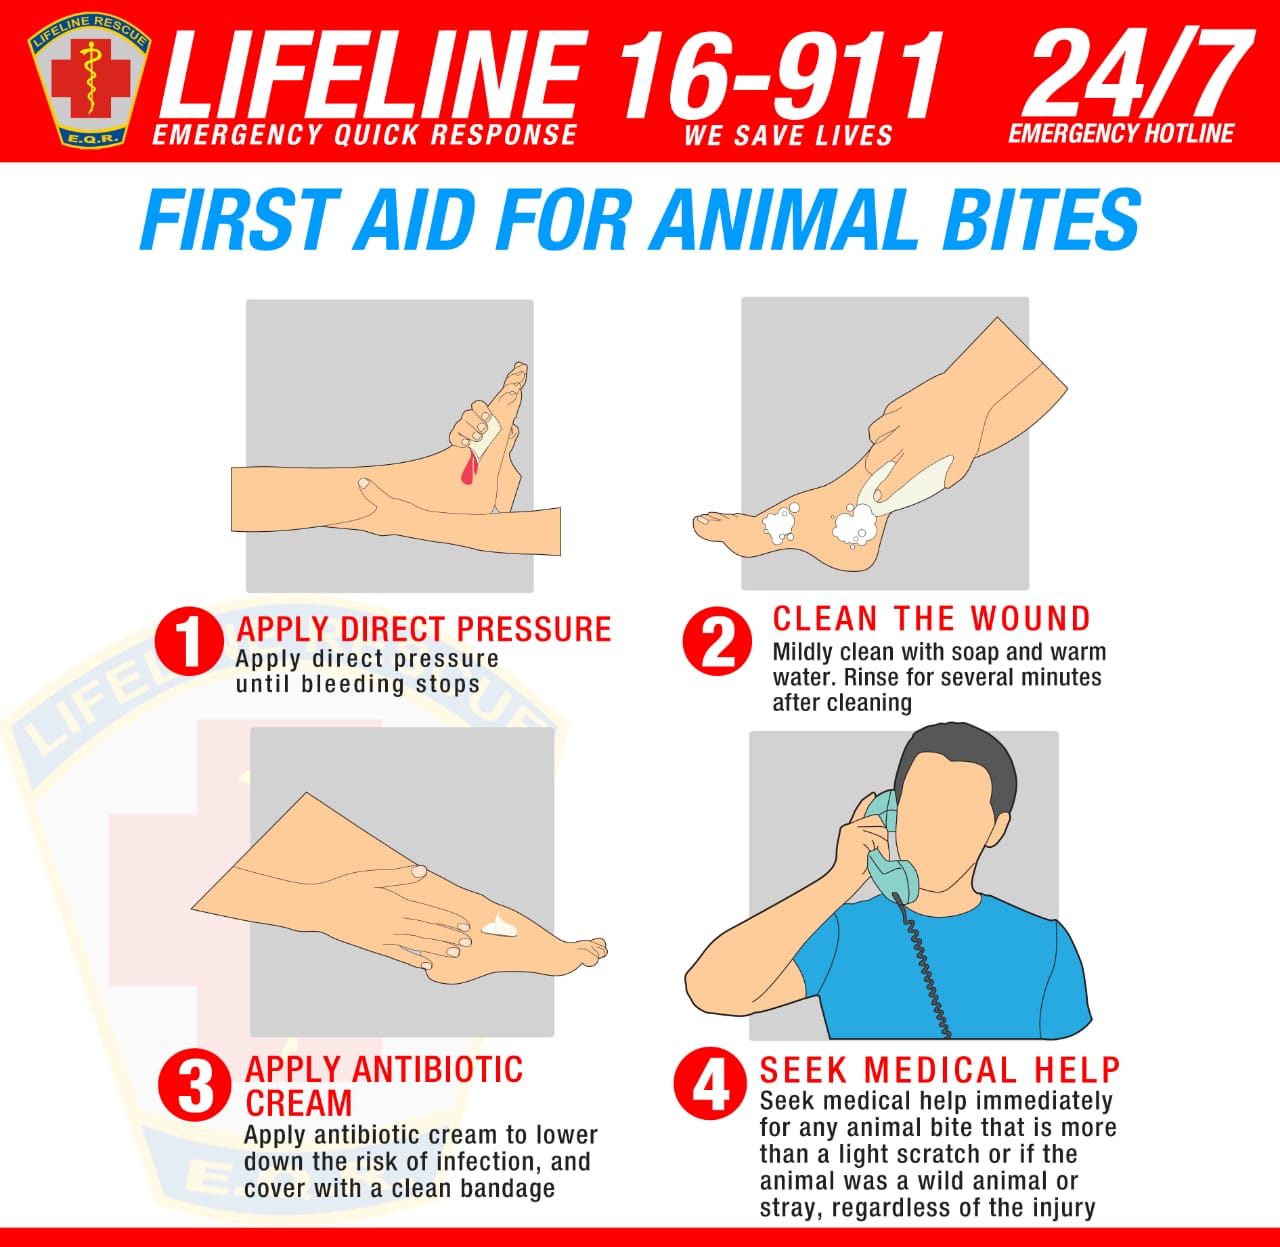 LIFELINE RESCUE
E.Q.R.
LIFELINE 16-911 24/7
EMERGENCY QUICK RESPONSE WE SAVE LIVES EMERGENCY HOTLINE
FIRST AID FOR ANIMAL BITES
1 APPLY DIRECT PRESSURE
Apply direct pressure
until bleeding stops
2 CLEAN THE WOUND
Mildly clean with soap and warm
water. Rinse for several minutes
after cleaning
3 APPLY ANTIBIOTIC
CREAM
Apply antibiotic cream to lower
down the risk of infection, and
cover with a clean bandage
4 SEEK MEDICAL HELP
Seek medical help immediately
for any animal bite that is more
than a light scratch or if the
animal was a wild animal or
stray, regardless of the injury